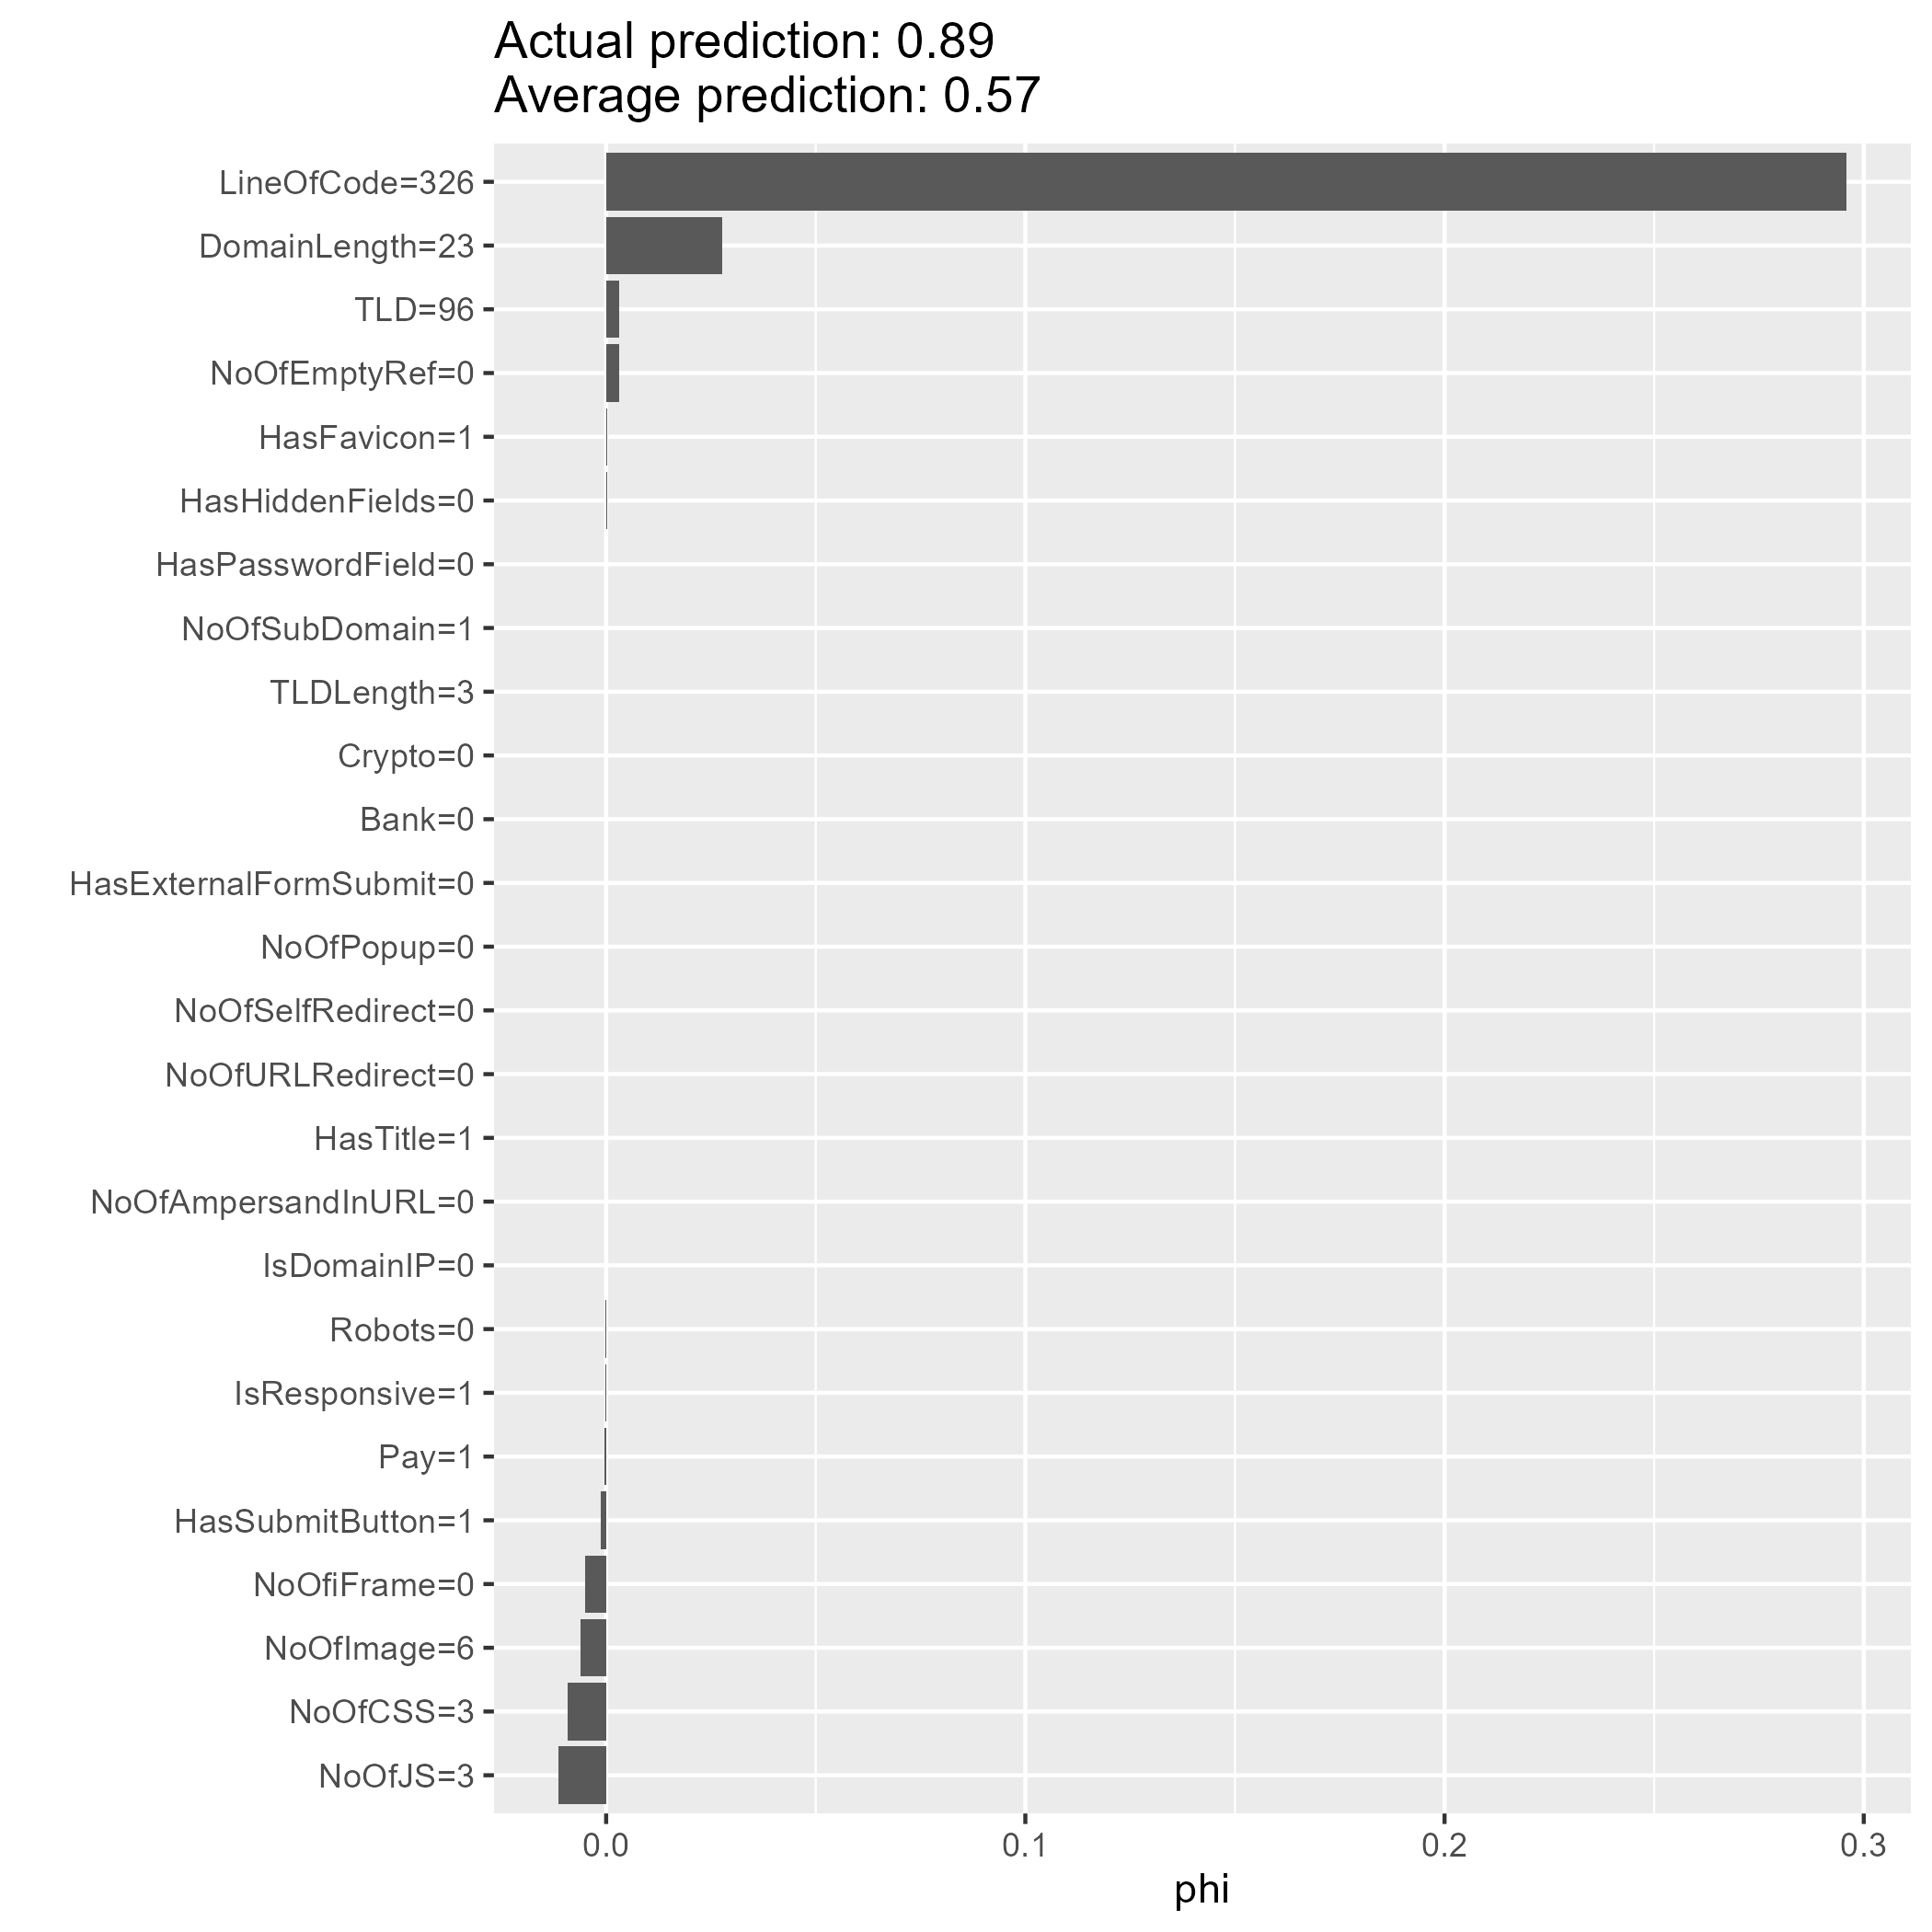 Actual prediction: 0.89
Average prediction: 0.57
LineOfCode=326
DomainLength=23
TLD=96
NoOfEmptyRef=0
HasFavicon=1
HasHiddenFields=0
HasPasswordField=0
NoOfSubDomain=1
TLDLength=3
Crypto=0
Bank=0
HasExternalFormSubmit=0
NoOfPopup=0
NoOfSelfRedirect=0
NoOfURLRedirect=0
HasTitle=1
NoOfAmpersandInURL=0
IsDomainIP=0
Robots=0
IsResponsive=1
Pay=1
HasSubmitButton=1
NoOfiFrame=0
NoOfImage=6
NoOfCSS=3
NoOfJS=3
0.0 0.1 0.2 0.3
phi